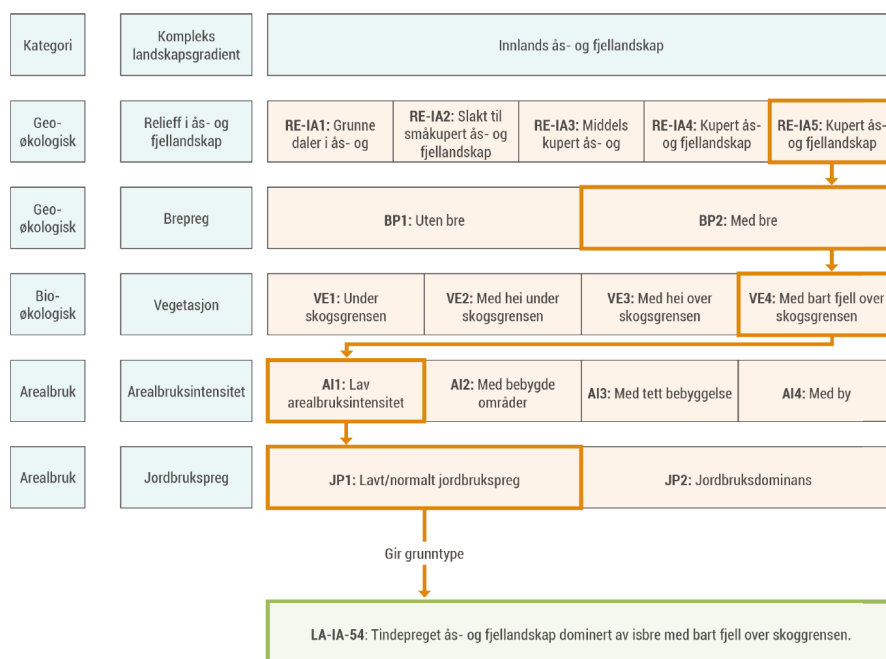 Kategori
Kompleks
landskapsgradient
Innlands ås- og fjellandskap
Geo-
økologisk
Relieff i ås- og
fjellandskap
RE-IA1: Grunne
daler i ås- og
RE-IA2: Slakt til
småkupert ås- og
fjellandskap
RE-IA3: Middels
kupert ås- og
RE-IA4: Kupert ås-
og fjellandskap
RE-IA5: Kupert ås-
og fjellandskap
Geo-
økologisk
Brepreg
BP1: Uten bre
BP2: Med bre
Bio-
økologisk
Vegetasjon
VE1: Under
skogsgrensen
VE2: Med hei under
skogsgrensen
VE3: Med hei over
skogsgrensen
VE4: Med bart fjell over
skogsgrensen
Arealbruk
Arealbruksintensitet
AI1: Lav
arealbruksintensitet
AI2: Med bebygde
områder
AI3: Med tett bebyggelse
AI4: Med by
Arealbruk
Jordbrukspreg
JP1: Lavt/normalt jordbrukspreg
JP2: Jordbruksdominans
Gir grunntype
LA-IA-54: Tindepreget ås- og fjellandskap dominert av isbre med bart fjell over skoggrensen.